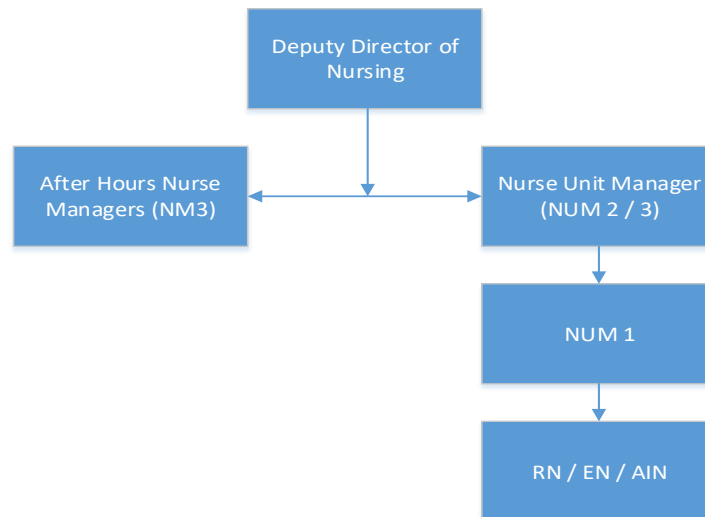 Deputy Director of
Nursing
After Hours Nurse
Managers (NM3)
Nurse Unit Manager
(NUM 2 / 3)
NUM 1
RN / EN / AIN